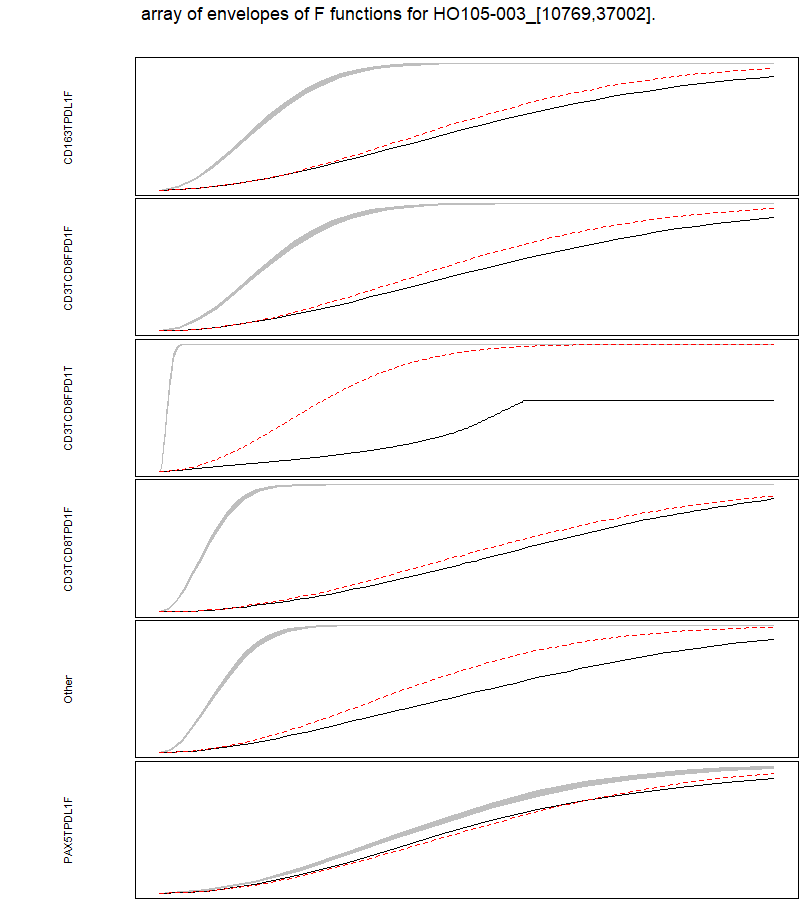 array of envelopes of F functions for HO105-003_[10769,37002].
CD163TPDL1F
CD3TCD8FPD1F
CD3TCD8FPD1T
CD3TCD8TPD1F
Other
PAX5TPDL1F